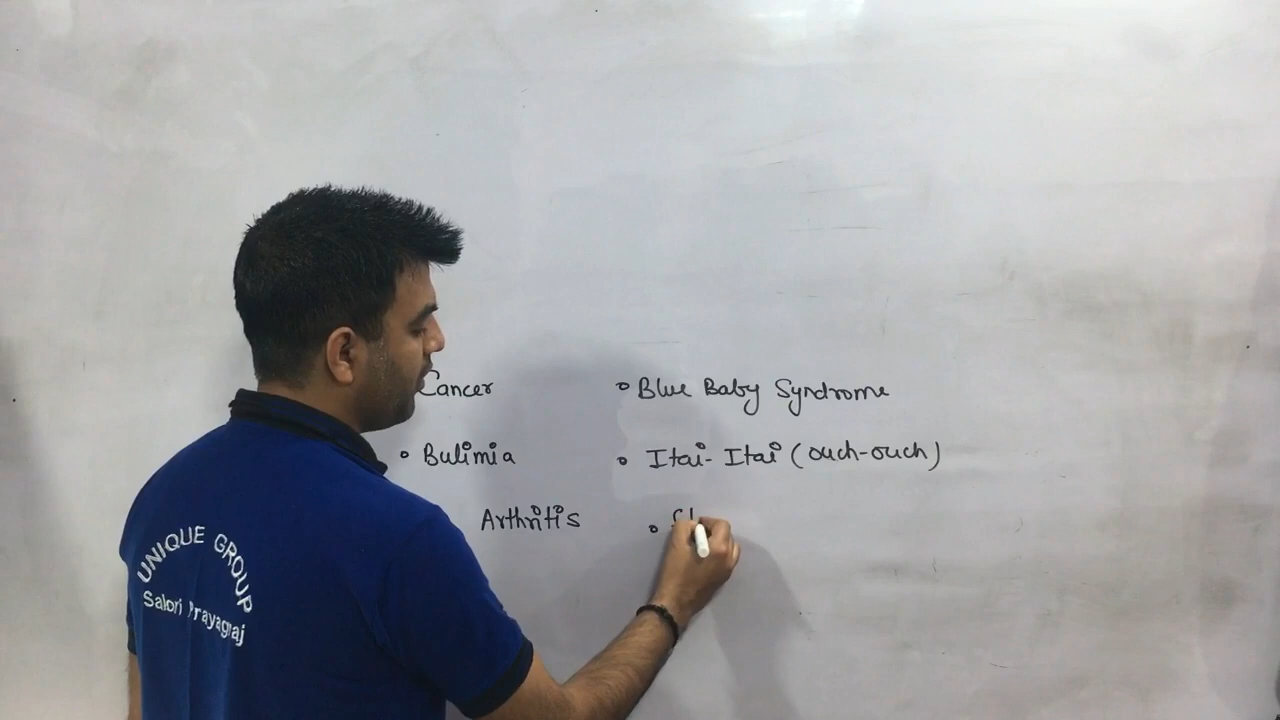 Cancer
• Blue Baby Syndrome
• Bulimia
• Itai-Itai (ouch-ouch)
Arthritis
•
UNIQUE GROUP
Salori Prayagraj